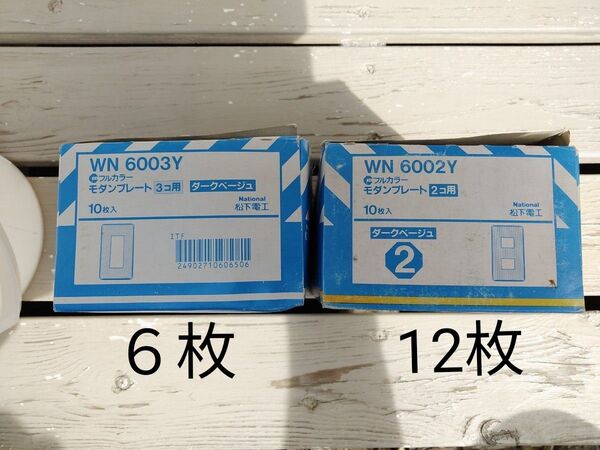 WN 6003Y
フルカラー
モダンプレート 3コ用 ダークベージュ
10枚入
National
松下電工
ITF
24902710606506
WN 6002Y
フルカラー
モダンプレート 2コ用
10枚入
National
松下電工
ダークベージュ
2
6枚
12枚